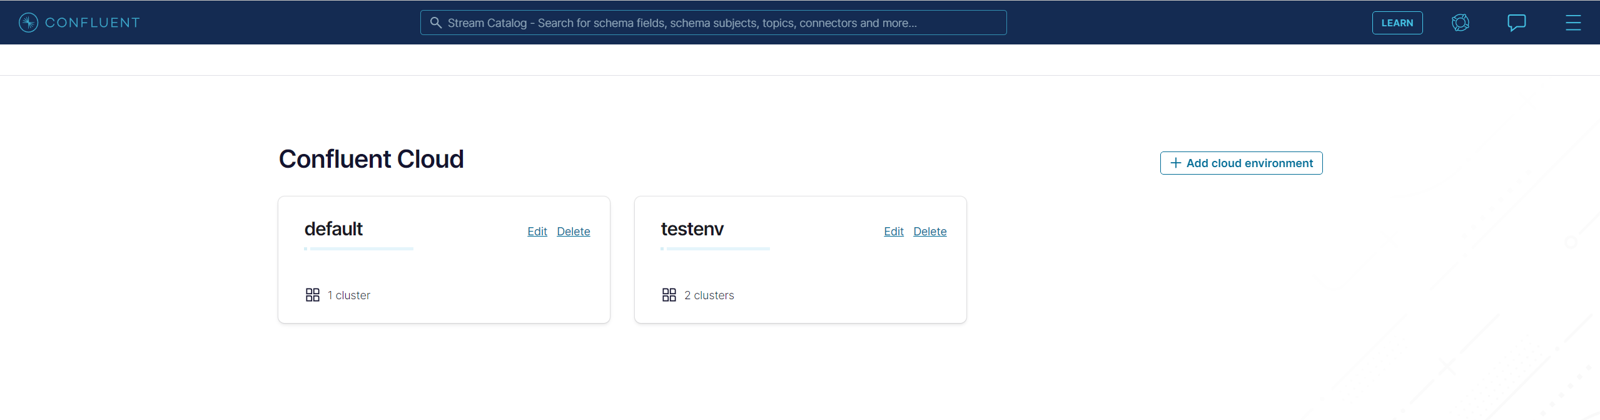 CONFLUENT
Stream Catalog - Search for schema fields, schema subjects, topics, connectors and more...
LEARN
Confluent Cloud
+ Add cloud environment
default
Edit Delete
1 cluster
testenv
Edit Delete
2 clusters